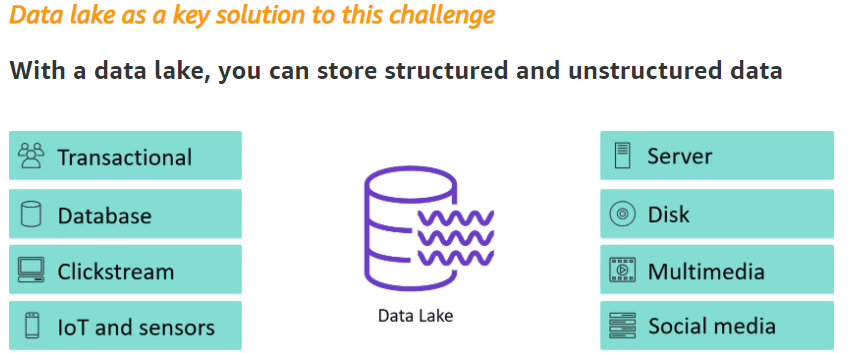 Data lake as a key solution to this challenge
With a data lake, you can store structured and unstructured data
Transactional
Database
Clickstream
IoT and sensors
Data Lake
Server
Disk
Multimedia
Social media